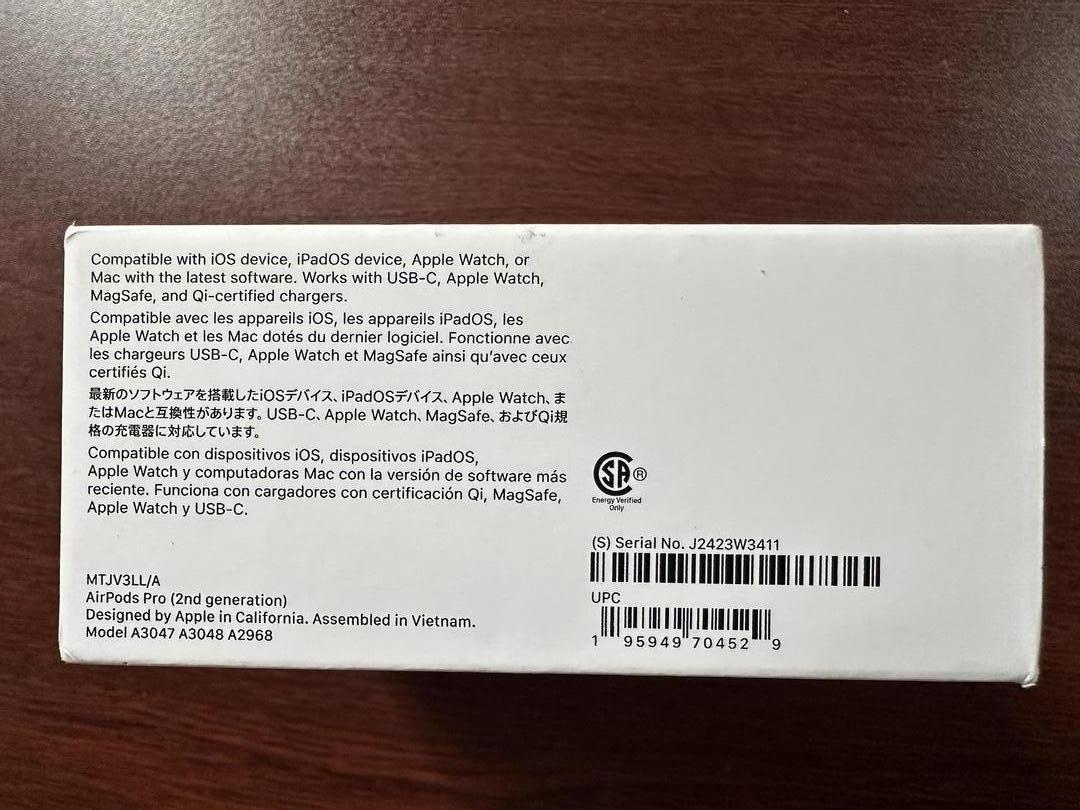 Compatible with iOS device, iPadOS device, Apple Watch, or
Mac with the latest software. Works with USB-C, Apple Watch,
MagSafe, and Qi-certified chargers.
Compatible avec les appareils iOS, les appareils iPadOS, les
Apple Watch et les Mac dotés du dernier logiciel. Fonctionne avec
les chargeurs USB-C, Apple Watch et MagSafe ainsi qu'avec ceux
certifiés Qi.
最新のソフトウェアを搭載したiOSデバイス、iPadOSデバイス、Apple Watch、ま
たはMacと互換性があります。USB-C、Apple Watch、MagSafe、およびQi規
格の充電器に対応しています。
Compatible con dispositivos iOS, dispositivos iPadOS,
Apple Watch y computadoras Mac con la versión de software más
reciente. Funciona con cargadores con certificación Qi, MagSafe,
Apple Watch y USB-C.
MTJV3LL/A
AirPods Pro (2nd generation)
Designed by Apple in California. Assembled in Vietnam.
Model A3047 A3048 A2968
SA ®
Energy Verified
Only
(S) Serial No. J2423W3411
UPC
1 95949 70452 9